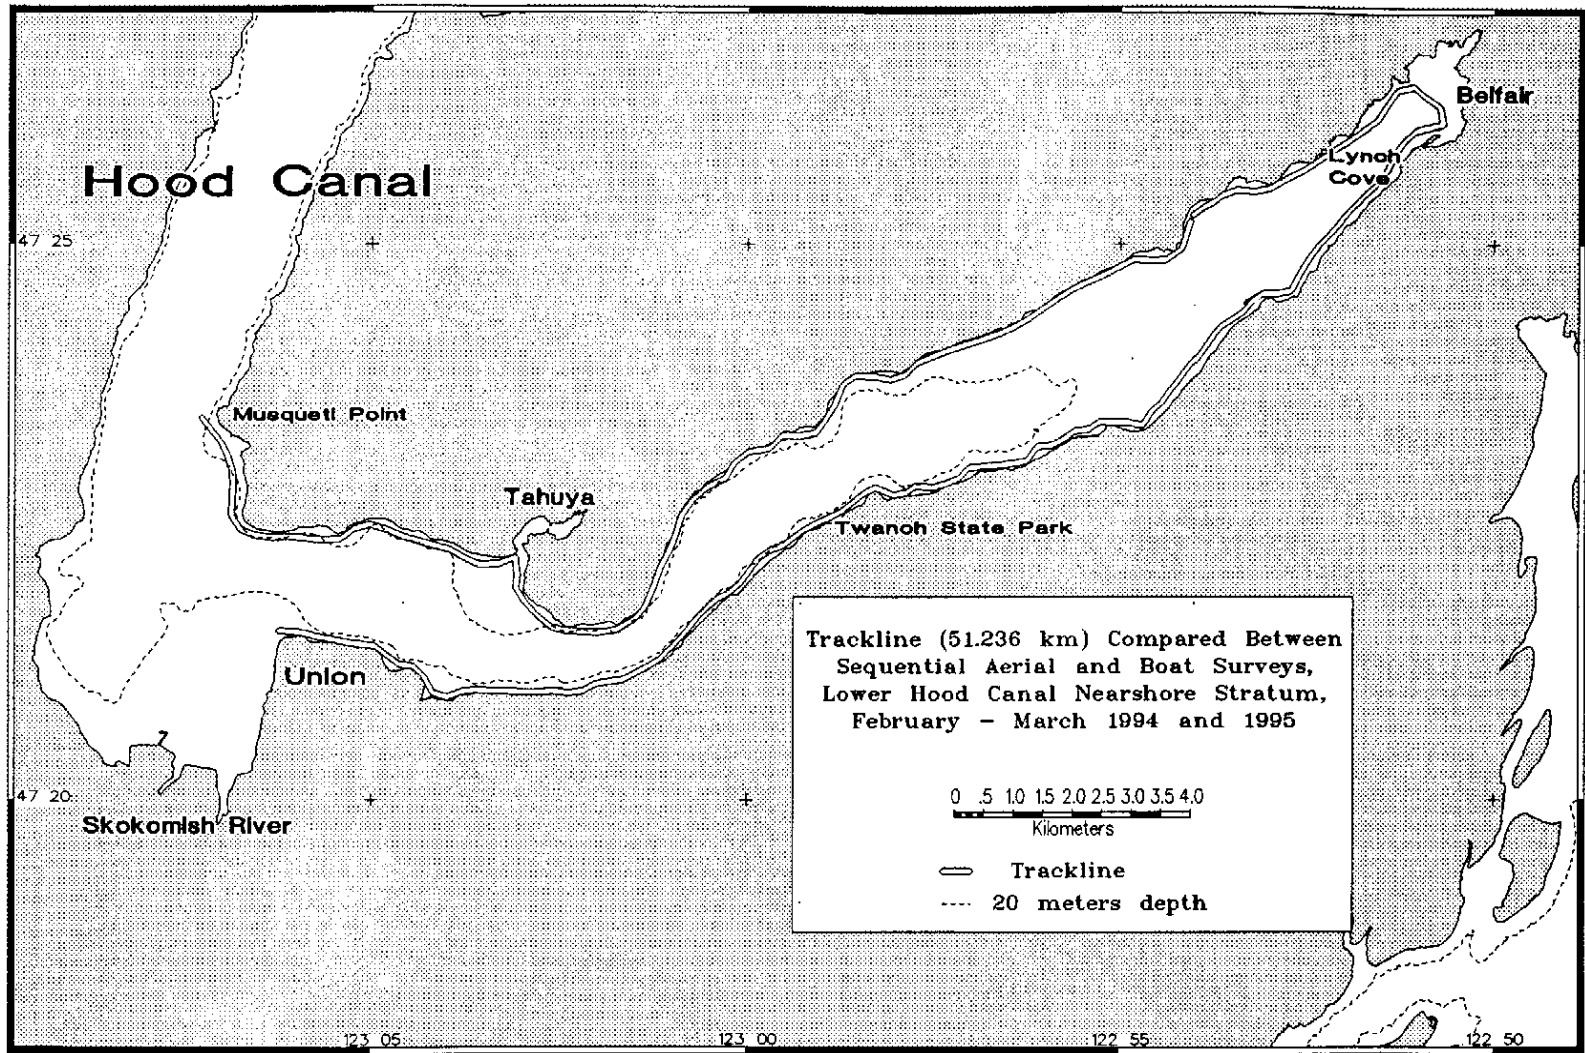 Belfair
Lynch
Cove
Hood Canal
47 25
Musqueti Point
Tahuya
Twanoh State Park
Union
Trackline (51.236 km) Compared Between
Sequential Aerial and Boat Surveys,
Lower Hood Canal Nearshore Stratum,
February - March 1994 and 1995
47 20
0 .5 1.0 1.5 2.0 2.5 3.0 3.5 4.0
Kilometers
Skokomish River
Trackline
20 meters depth
123 05
123 00
122 55
122 50